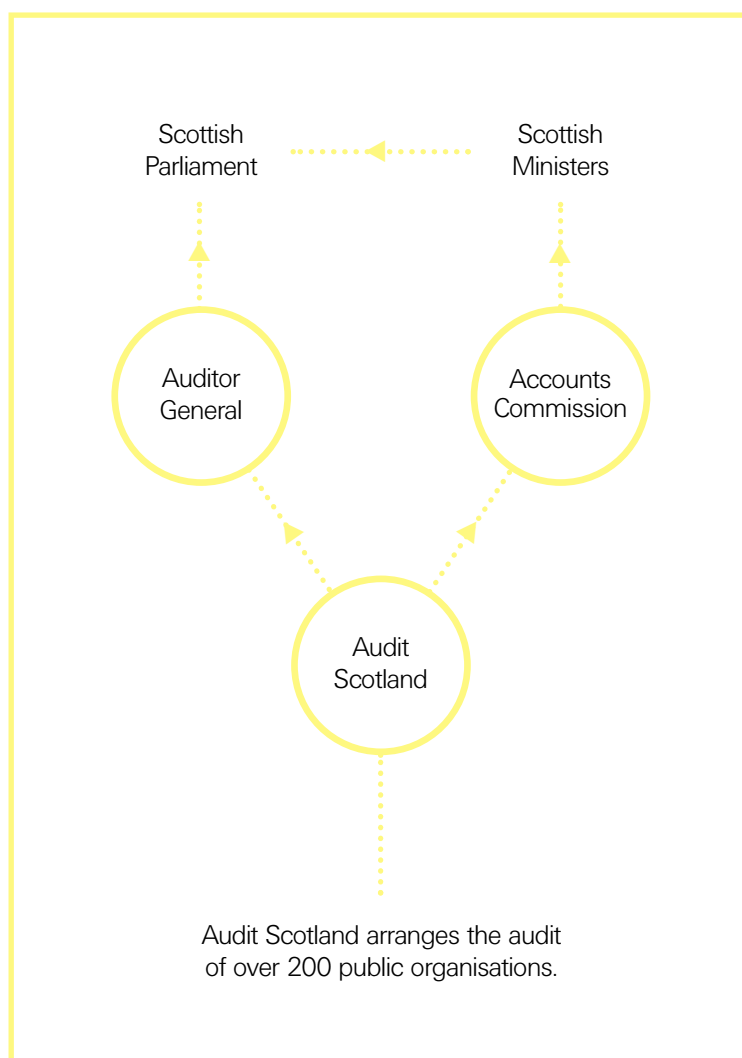 Scottish
Parliament
Scottish
Ministers
Auditor
General
Accounts
Commission
Audit
Scotland
Audit Scotland arranges the audit
of over 200 public organisations.